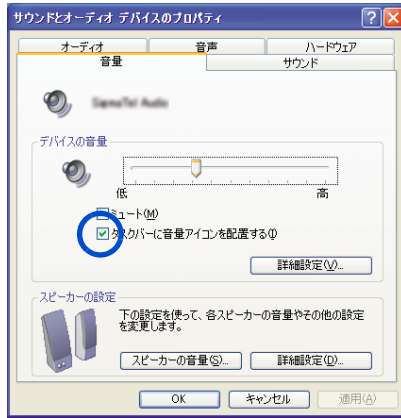 サウンドとオーディオ デバイスのプロパティ
オーディオ 音声 ハードウェア
音量 サウンド
SigmaTel Audio
デバイスの音量
低 高
ミュート(M)
タスクバーに音量アイコンを配置する(I)
詳細設定(V)...
スピーカーの設定
下の設定を使って、各スピーカーの音量やその他の設定
を変更します。
スピーカーの音量(S)... 詳細設定(D)...
OK キャンセル 適用(A)